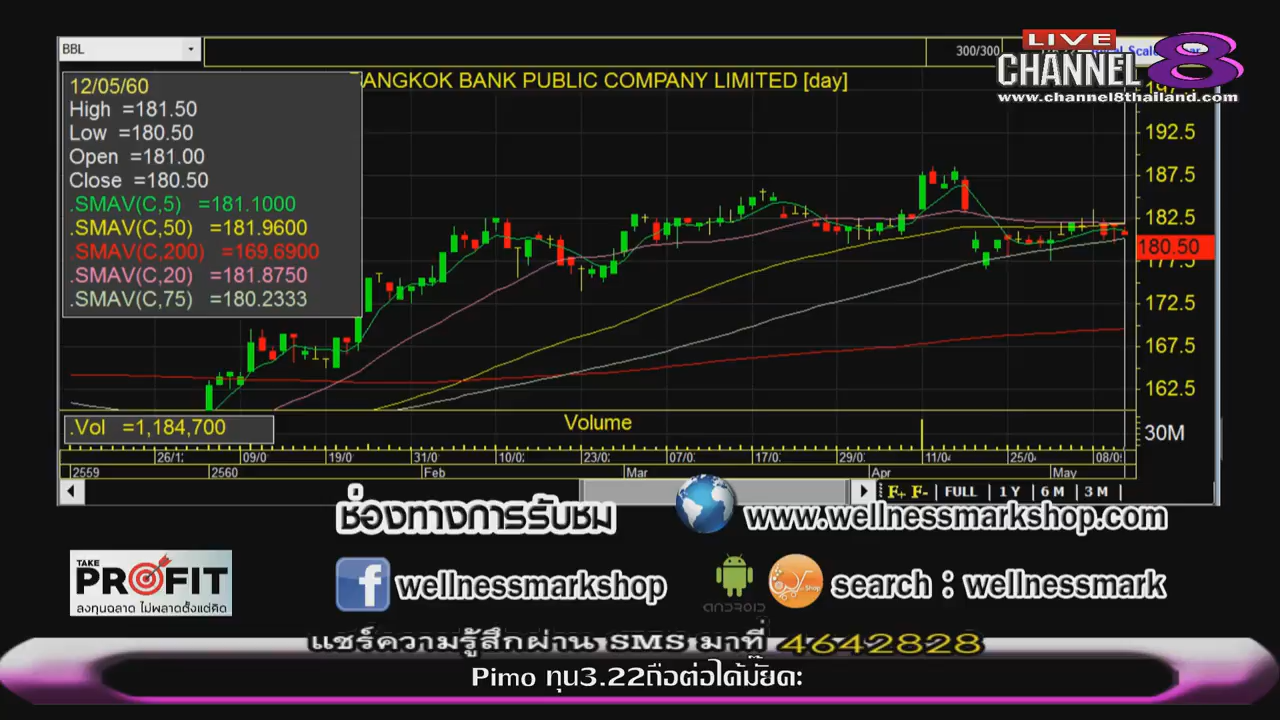 BBL
300/300
LIVE
CHANNEL 8
www.channel8thailand.com
12/05/60
High =181.50
Low =180.50
Open =181.00
Close =180.50
.SMAV(C,5) =181.1000
.SMAV(C,50) =181.9600
.SMAV(C,200) =169.6900
.SMAV(C,20) =181.8750
.SMAV(C,75) =180.2333
ANGKOK BANK PUBLIC COMPANY LIMITED [day]
192.5
187.5
182.5
180.50
177.5
172.5
167.5
162.5
.Vol =1,184,700
Volume
30M
26/1 09/0 19/0 31/0 10/0 23/0 07/0 17/0 29/0 11/0 25/0 08/0
2559 2560 Feb Mar Apr May
F+ F- FULL 1 Y 6 M 3 M
ช่องทางการรับชม
www.wellnessmarkshop.com
TAKE
PROFIT
ลงทุนฉลาด ไม่พลาดตั้งแต่คิด
wellnessmarkshop
ANDROID
Shop
search : wellnessmark
แชร์ความรู้สึกผ่าน SMS มาที่ 4642828
Pimo ทุน3.22ถือต่อได้มั๊ยคะ